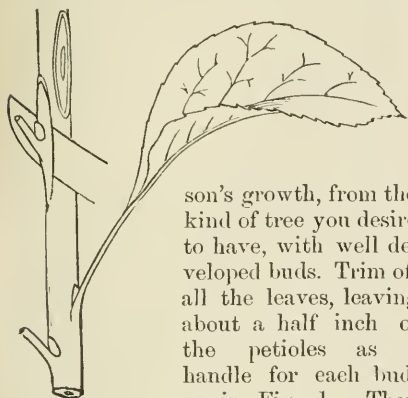 son's growth, from the
kind of tree you desire
to have, with well de
veloped buds. Trim of
all the leaves, leaving
about a half inch o
the petioles as
handle for each bud